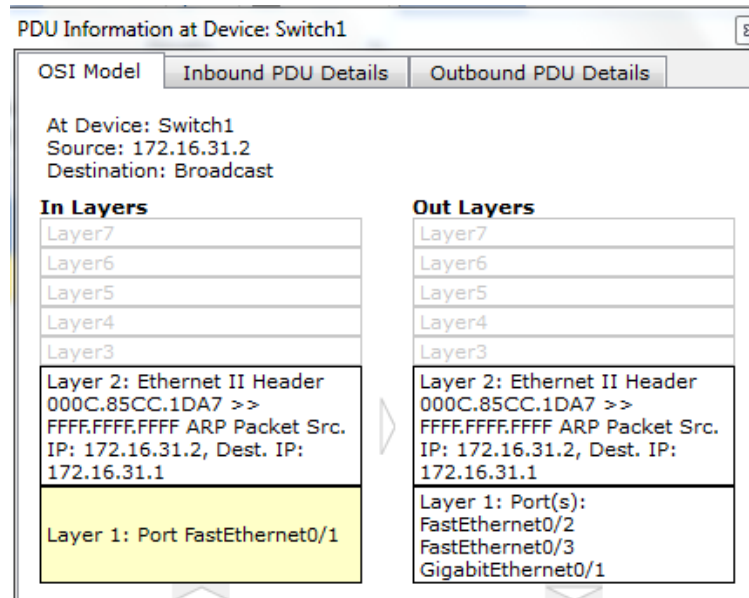 PDU Information at Device: Switch1
OSI Model
Inbound PDU Details
Outbound PDU Details
At Device: Switch1
Source: 172.16.31.2
Destination: Broadcast
In Layers
Layer7
Layer6
Layer5
Layer4
Layer3
Layer 2: Ethernet II Header
000C.85CC.1DA7 >>
FFFF.FFFF.FFFF ARP Packet Src.
IP: 172.16.31.2, Dest. IP:
172.16.31.1
Layer 1: Port FastEthernet0/1
Out Layers
Layer7
Layer6
Layer5
Layer4
Layer3
Layer 2: Ethernet II Header
000C.85CC.1DA7 >>
FFFF.FFFF.FFFF ARP Packet Src.
IP: 172.16.31.2, Dest. IP:
172.16.31.1
Layer 1: Port(s):
FastEthernet0/2
FastEthernet0/3
GigabitEthernet0/1